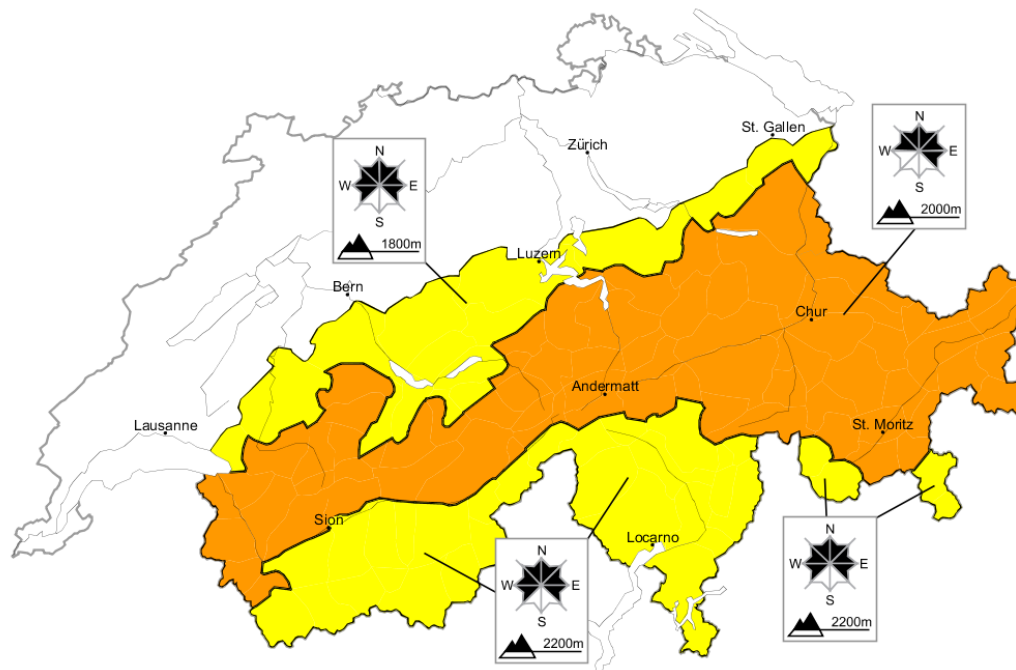 St. Gallen
N
W E
S
2000m
Zürich
N
W E
S
1800m
Luzern
Bern
Chur
Andermatt
Lausanne
St. Moritz
Sion
Locarno
N
W E
S
2200m
N
W E
S
2200m